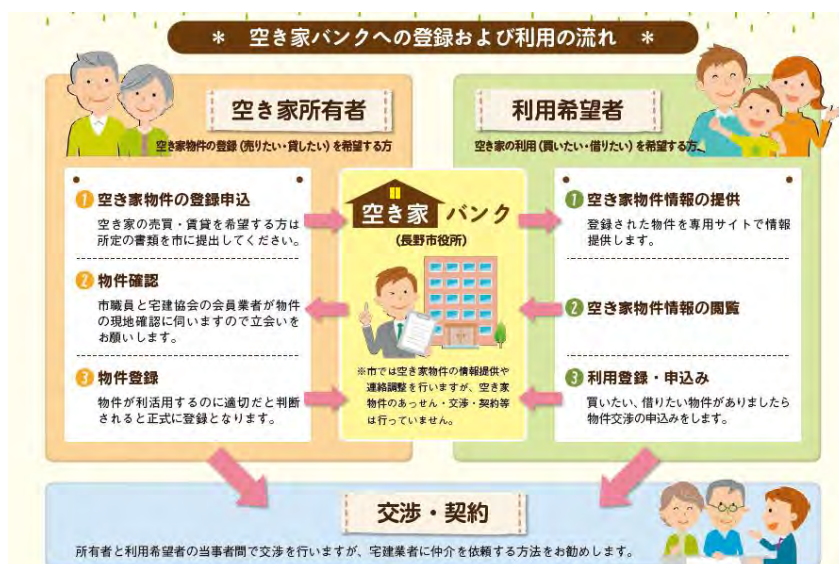 * 空き家バンクへの登録および利用の流れ *
空き家所有者
空き家物件の登録(売りたい・貸したい)を希望する方
1 空き家物件の登録申込
空き家の売買・賃貸を希望する方は
所定の書類を市に提出してください。
2 物件確認
市職員と宅建協会の会員業者が物件
の現地確認に伺いますので立会いを
お願いします。
3 物件登録
物件が利活用するのに適切だと判断
されると正式に登録となります。
空き家バンク
(長野市役所)
※市では空き家物件の情報提供や
連絡調整を行いますが、空き家
物件のあっせん・交渉・契約等
は行っていません。
利用希望者
空き家の利用(買いたい・借りたい)を希望する方
1 空き家物件情報の提供
登録された物件を専用サイトで情報
提供します。
2 空き家物件情報の閲覧
3 利用登録・申込み
買いたい、借りたい物件がありましたら
物件交渉の申込みをします。
交渉・契約
所有者と利用希望者の当事者間で交渉を行いますが、宅建業者に仲介を依頼する方法をお勧めします。